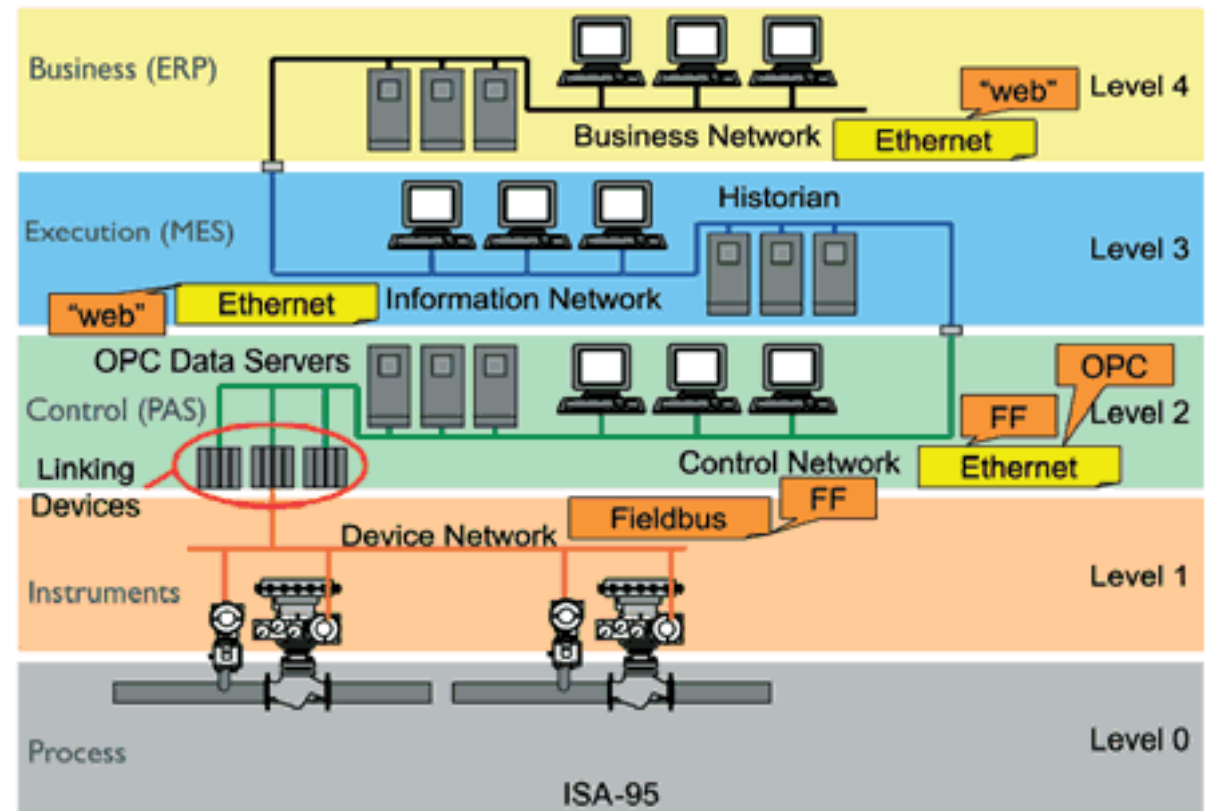 Business (ERP)
"web"
Level 4
Business Network
Ethernet
Historian
Execution (MES)
Level 3
Ethernet
Information Network
"web"
OPC Data Servers
OPC
Control (PAS)
FF
Level 2
Linking
Devices
Control Network
Ethernet
FF
Fieldbus
Device Network
Instruments
Level 1
Process
Level 0
ISA-95